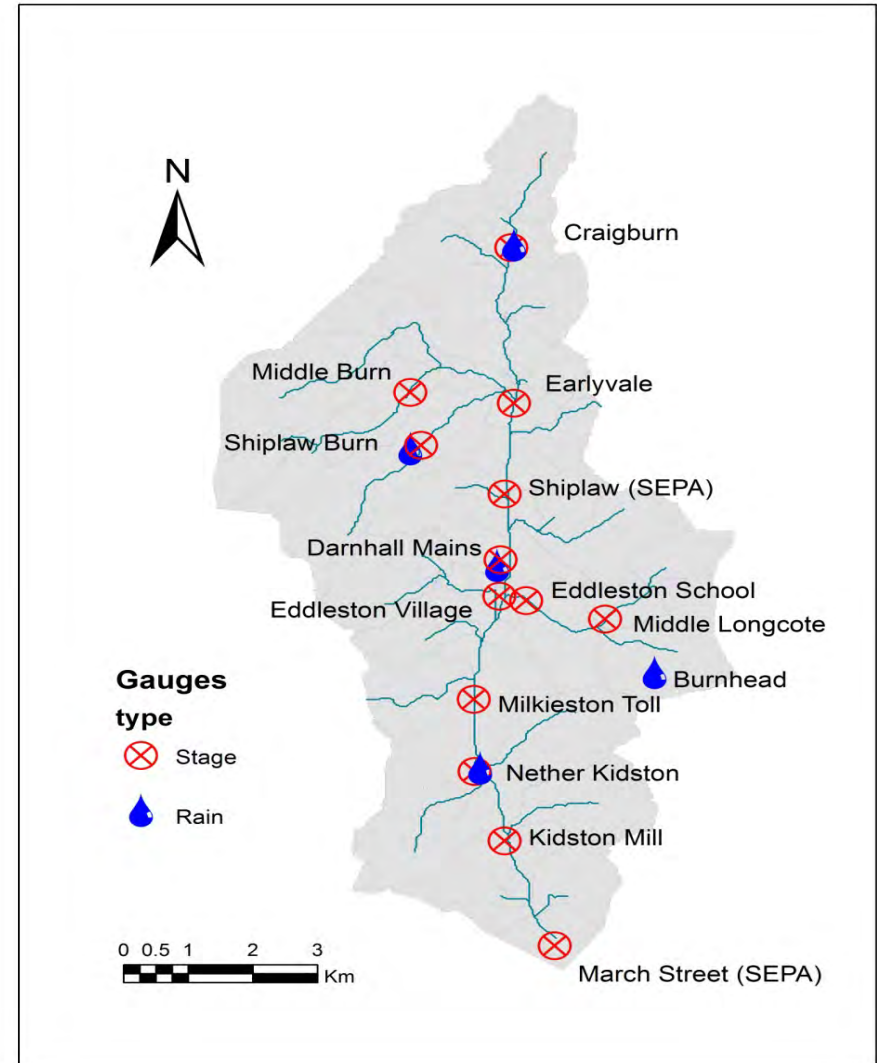 N
Craigburn
Middle Burn
Earlyvale
Shiplaw Burn
Shiplaw (SEPA)
Darnhall Mains
Eddleston School
Eddleston Village
Middle Longcote
Burnhead
Gauges
type
Milkieston Toll
Stage
Nether Kidston
Rain
Kidston Mill
0 0.5 1 2 3
Km
March Street (SEPA)